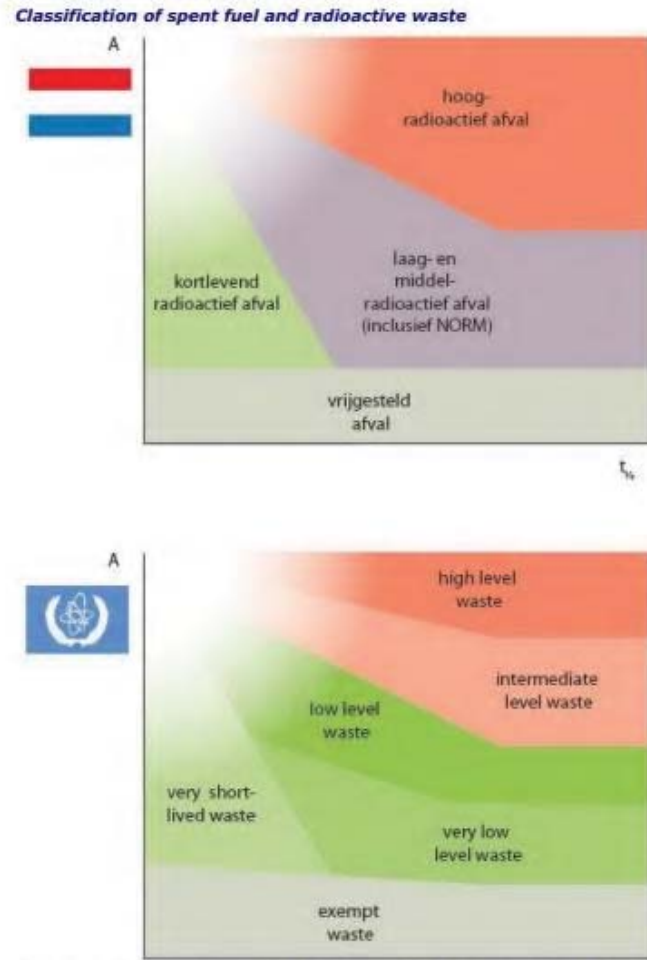 Classification of spent fuel and radioactive waste
A
hoog-
radioactief afval
laag- en
middel-
radioactief afval
(inclusief NORM)
kortlevend
radioactief afval
vrijgesteld
afval
t½
A
high level
waste
intermediate
level waste
low level
waste
very short-
lived waste
very low
level waste
exempt
waste